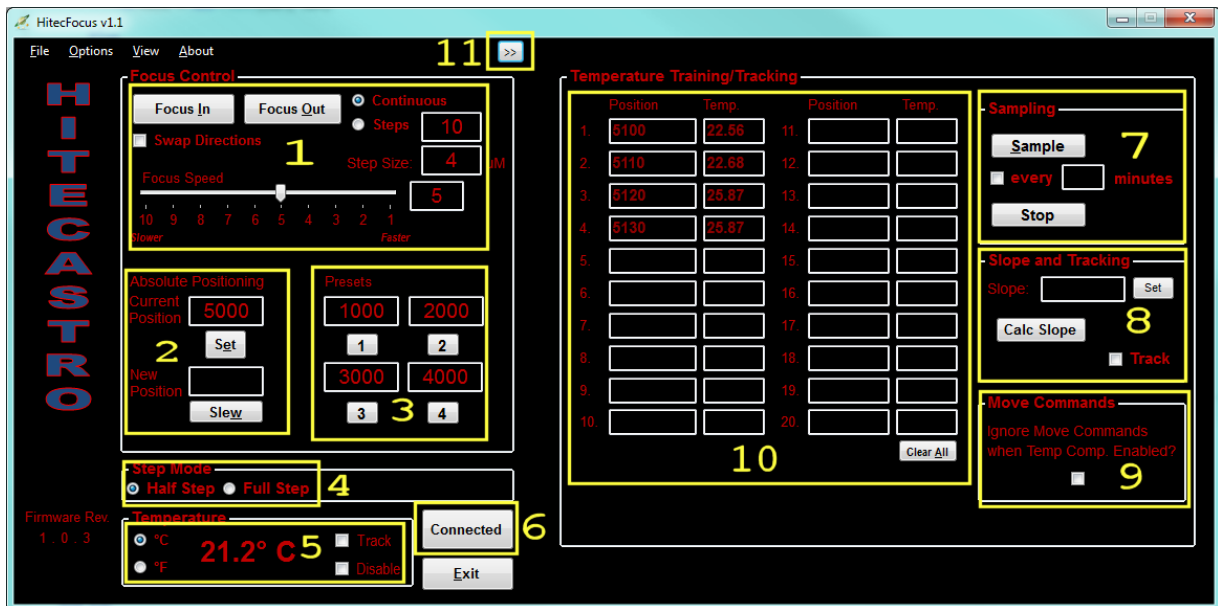 HitecFocus v1.1
File Options View About
11 >>
HITECASTRO
Focus Control
Focus In Focus Out Continuous
Steps 10
Swap Directions
1
Step Size: 4 uM
Focus Speed
5
10 9 8 7 6 5 4 3 2 1
Slower Faster
Absolute Positioning
Current Position 5000
Set
2
New Position
Slew
Presets
1000 2000
1 2
3000 4000
3 4
3
Step Mode
Half Step Full Step
4
Firmware Rev.
1.0.3
Temperature
°C 21.2° C 5 Track
°F Disable
Connected
6
Exit
Temperature Training/Tracking
Position Temp. Position Temp.
1. 5100 22.56 11.
2. 5110 22.68 12.
3. 5120 25.87 13.
4. 5130 25.87 14.
5. 15.
6. 16.
7. 17.
8. 18.
9. 19.
10. 20.
10 Clear All
Sampling
Sample 7
every minutes
Stop
Slope and Tracking
Slope: Set
Calc Slope 8
Track
Move Commands
Ignore Move Commands
when Temp Comp. Enabled?
9